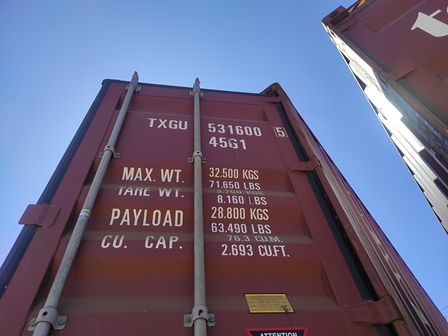 TXGU 531600 5
45G1
MAX. WT. 32.500 KGS
71.650 LBS
TARE WT. 3.700 KGS
8.160 LBS
PAYLOAD 28.800 KGS
63.490 LBS
CU. CAP. 76.3 CU.M.
2.693 CU.FT.
ATTENTION